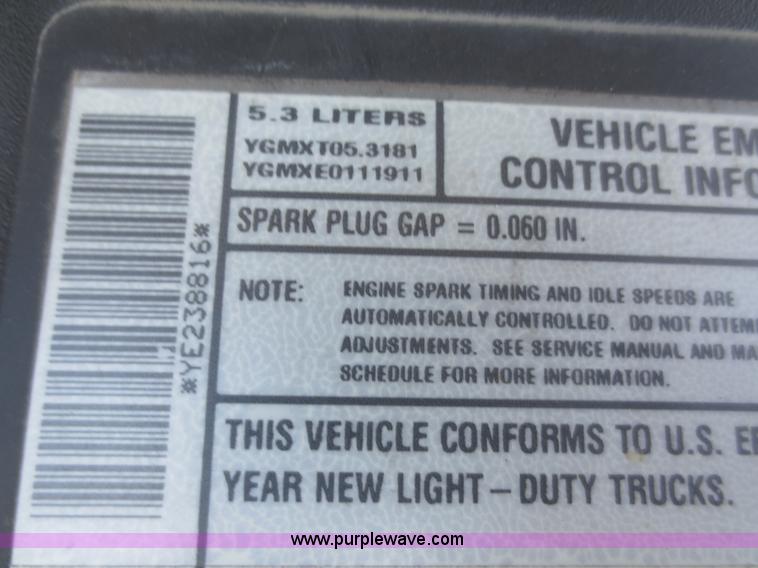 5.3 LITERS
YGMXT05.3181
YGMXE0111911
VEHICLE EM
CONTROL INFO
SPARK PLUG GAP = 0.060 IN.
NOTE: ENGINE SPARK TIMING AND IDLE SPEEDS ARE
AUTOMATICALLY CONTROLLED. DO NOT ATTEM
ADJUSTMENTS. SEE SERVICE MANUAL AND MA
SCHEDULE FOR MORE INFORMATION.
THIS VEHICLE CONFORMS TO U.S. E
YEAR NEW LIGHT-DUTY TRUCKS.
*YE238816*
www.purplewave.com